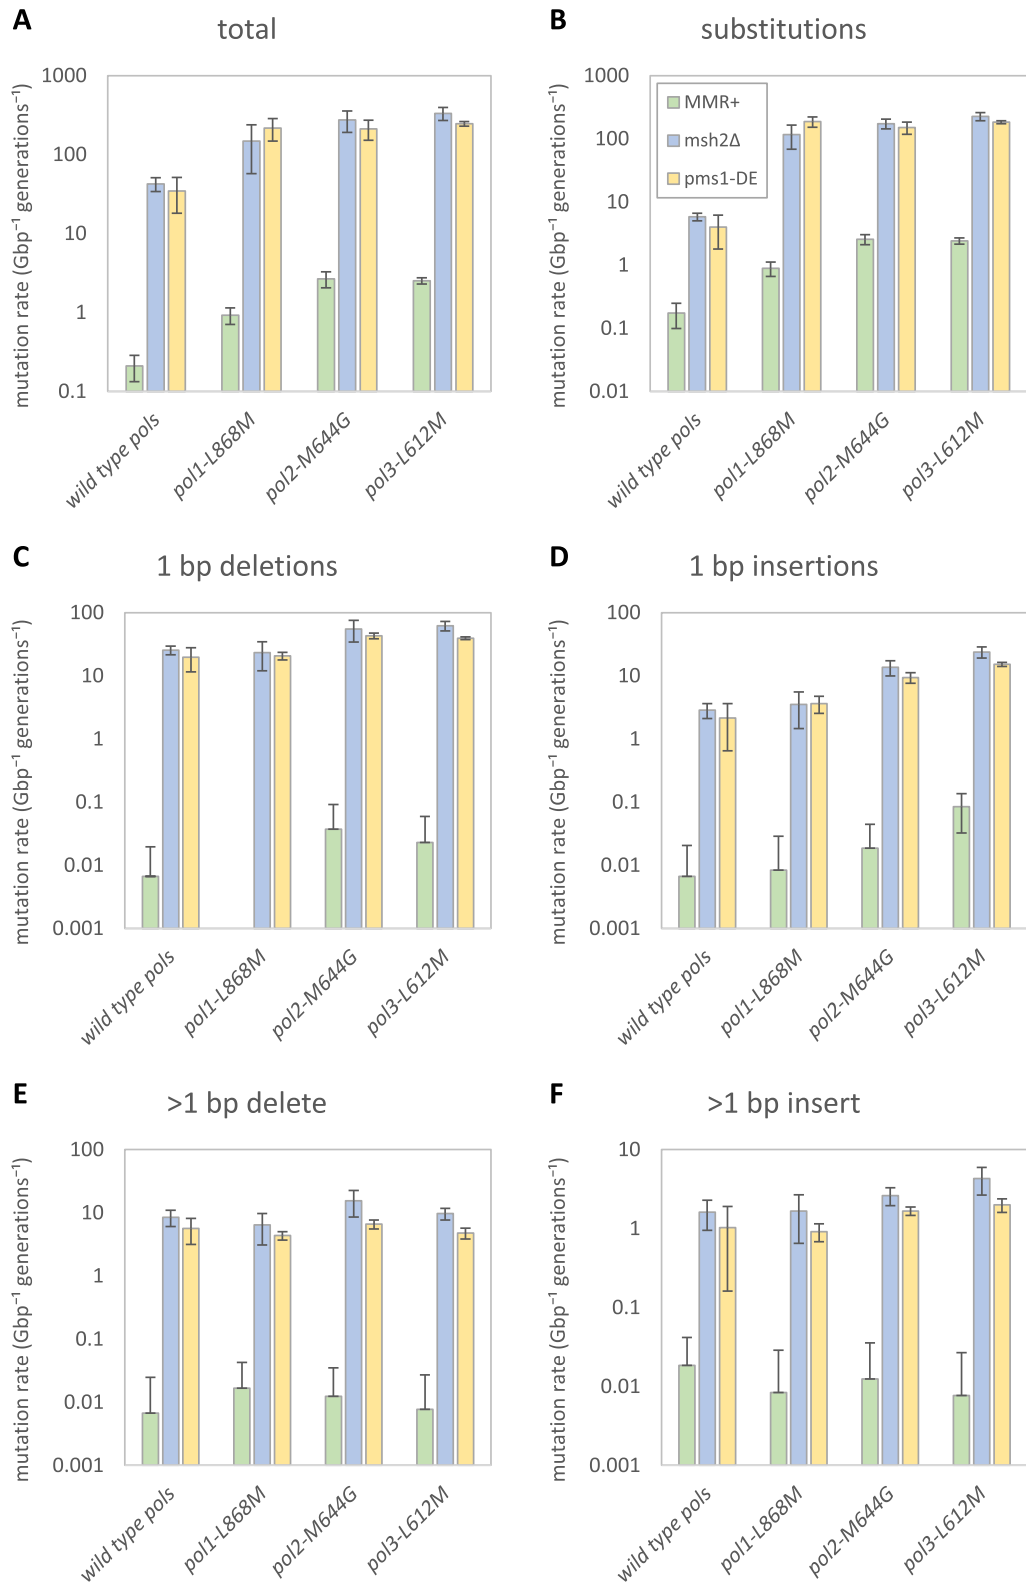 A
total
mutation rate (Gbp⁻¹ generations⁻¹)
1000
100
10
1
0.1
wild type pols
pol1-L868M
pol2-M644G
pol3-L612M
B
substitutions
mutation rate (Gbp⁻¹ generations⁻¹)
1000
100
10
1
0.1
0.01
MMR+
msh2Δ
pms1-DE
wild type pols
pol1-L868M
pol2-M644G
pol3-L612M
C
1 bp deletions
mutation rate (Gbp⁻¹ generations⁻¹)
100
10
1
0.1
0.01
0.001
wild type pols
pol1-L868M
pol2-M644G
pol3-L612M
D
1 bp insertions
mutation rate (Gbp⁻¹ generations⁻¹)
100
10
1
0.1
0.01
0.001
wild type pols
pol1-L868M
pol2-M644G
pol3-L612M
E
>1 bp delete
mutation rate (Gbp⁻¹ generations⁻¹)
100
10
1
0.1
0.01
0.001
wild type pols
pol1-L868M
pol2-M644G
pol3-L612M
F
>1 bp insert
mutation rate (Gbp⁻¹ generations⁻¹)
10
1
0.1
0.01
0.001
wild type pols
pol1-L868M
pol2-M644G
pol3-L612M